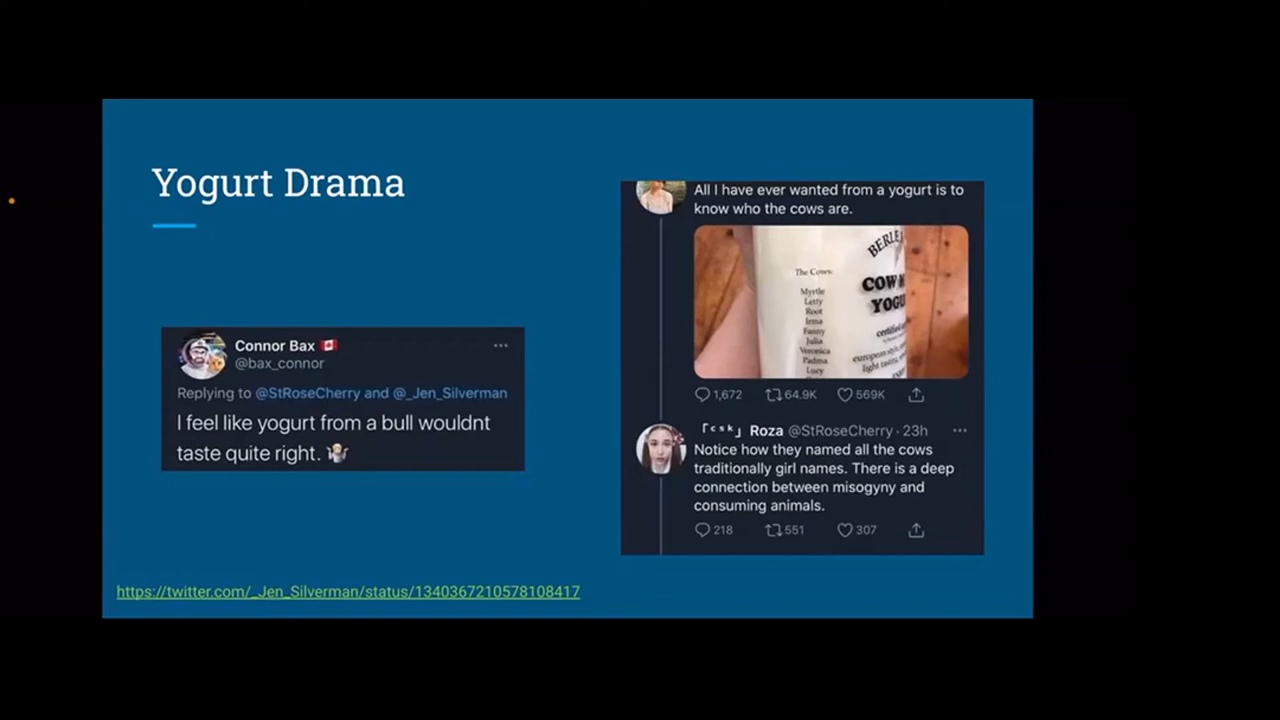 Yogurt Drama
Connor Bax 🇨🇦
@bax_connor
Replying to @StRoseCherry and @_Jen_Silverman
I feel like yogurt from a bull wouldnt
taste quite right. 🤷🏼‍♂️
https://twitter.com/_Jen_Silverman/status/1340367210578108417
All I have ever wanted from a yogurt is to
know who the cows are.
The Cows:
Myrtle
Letty
Root
Irma
Fanny
Julia
Veronica
Padma
Lucy
BERLE
COW M
YOGU
certified
european style,
light tasting,
1,672 64.9K 569K
「ᶜˢᵏ」 Roza @StRoseCherry · 23h
Notice how they named all the cows
traditionally girl names. There is a deep
connection between misogyny and
consuming animals.
218 551 307